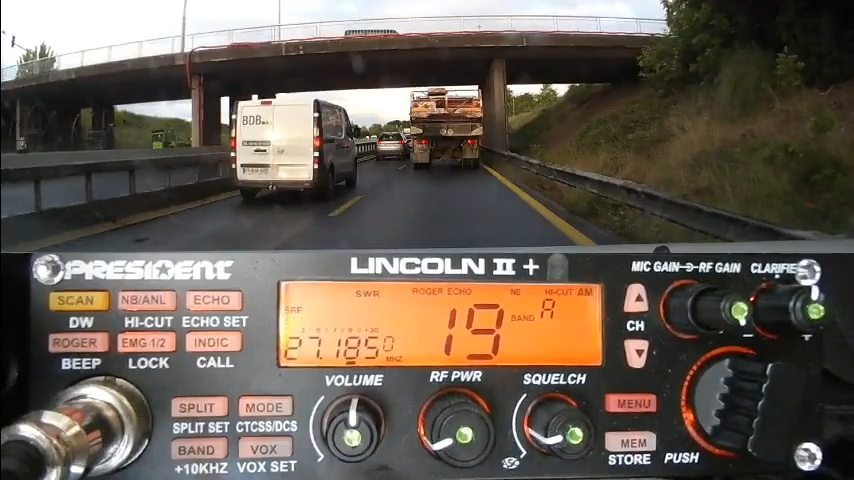 BDB.
PRESIDENT
LINCOLN II +
MIC GAIN RF GAIN
CLARIFIE
SCAN
NB/ANL
ECHO
DW
HI-CUT
ECHO SET
ROGER
EMG 1/2
INDIC
BEEP
LOCK
CALL
SWR
ROGER ECHO
NB
HI-CUT AM
SRF
BAND A
19
27.1850 MHZ
CH
VOLUME
RF PWR
SQUELCH
SPLIT
MODE
SPLIT SET
CTCSS/DCS
BAND
VOX
+10KHZ
VOX SET
MENU
MEM
STORE
PUSH
- +